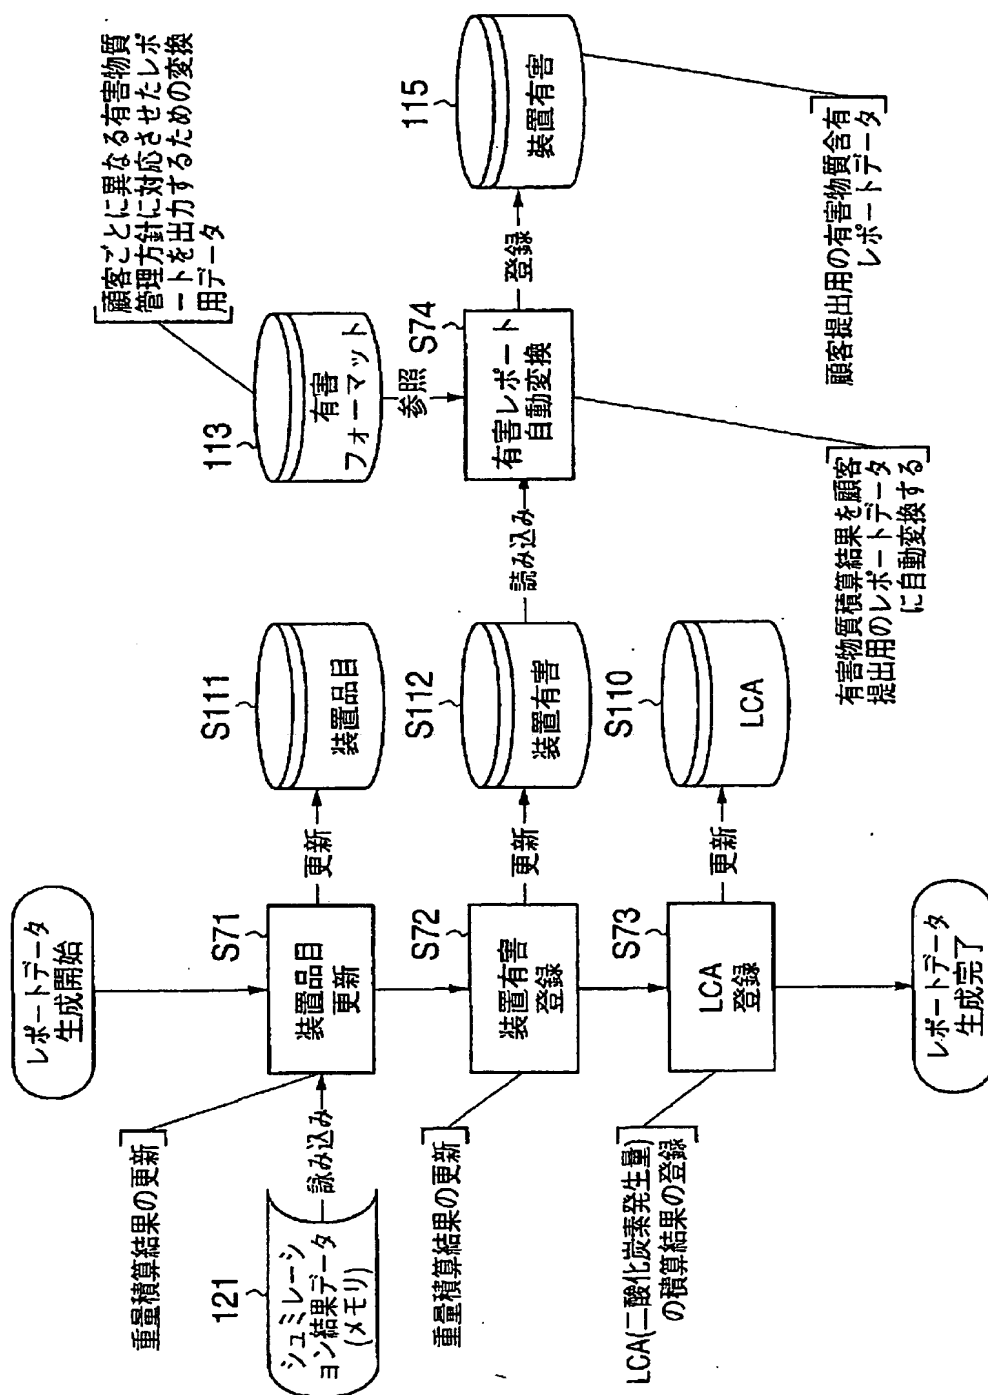 レポートデータ
生成開始
重量積算結果の更新
S71
装置品目
更新
更新
S111
装置品目
121
シュミレーシ
ョン結果データ
(メモリ)
詠み込み
113
有害
フォーマット
顧客ごとに異なる有害物質
管理方針に対応させたレポ
ートを出力するための変換
用データ
参照
重量積算結果の更新
S72
装置有害
登録
更新
S112
装置有害
読み込み
S74
有害レポート
自動変換
登録
115
装置有害
LCA(二酸化炭素発生量)
の積算結果の登録
S73
LCA
登録
更新
S110
LCA
有害物質積算結果を顧客
提出用のレポートデータ
に自動変換する
顧客提出用の有害物質含有
レポートデータ
レポートデータ
生成完了